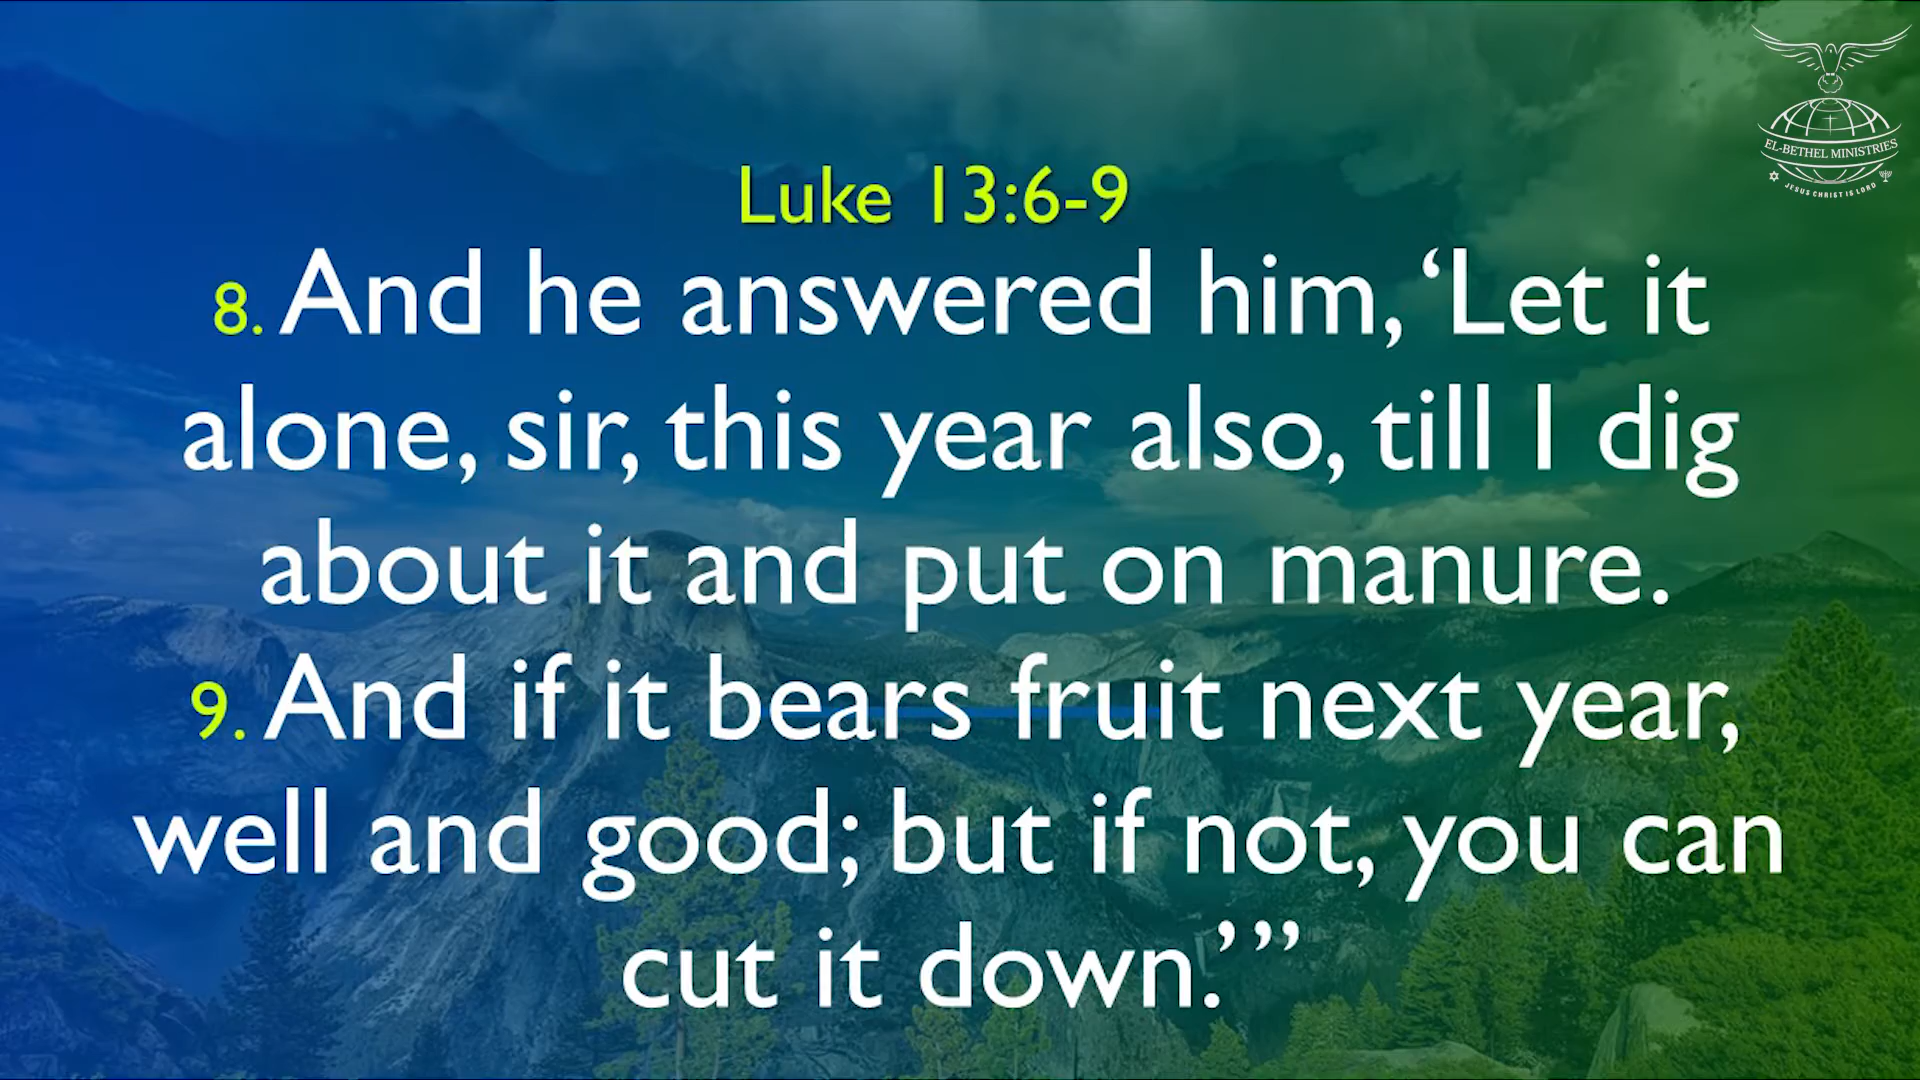 EL-BETHEL MINISTRIES
JESUS CHRIST IS LORD
Luke 13:6-9
8. And he answered him, ‘Let it
alone, sir, this year also, till I dig
about it and put on manure.
9. And if it bears fruit next year,
well and good; but if not, you can
cut it down.’”